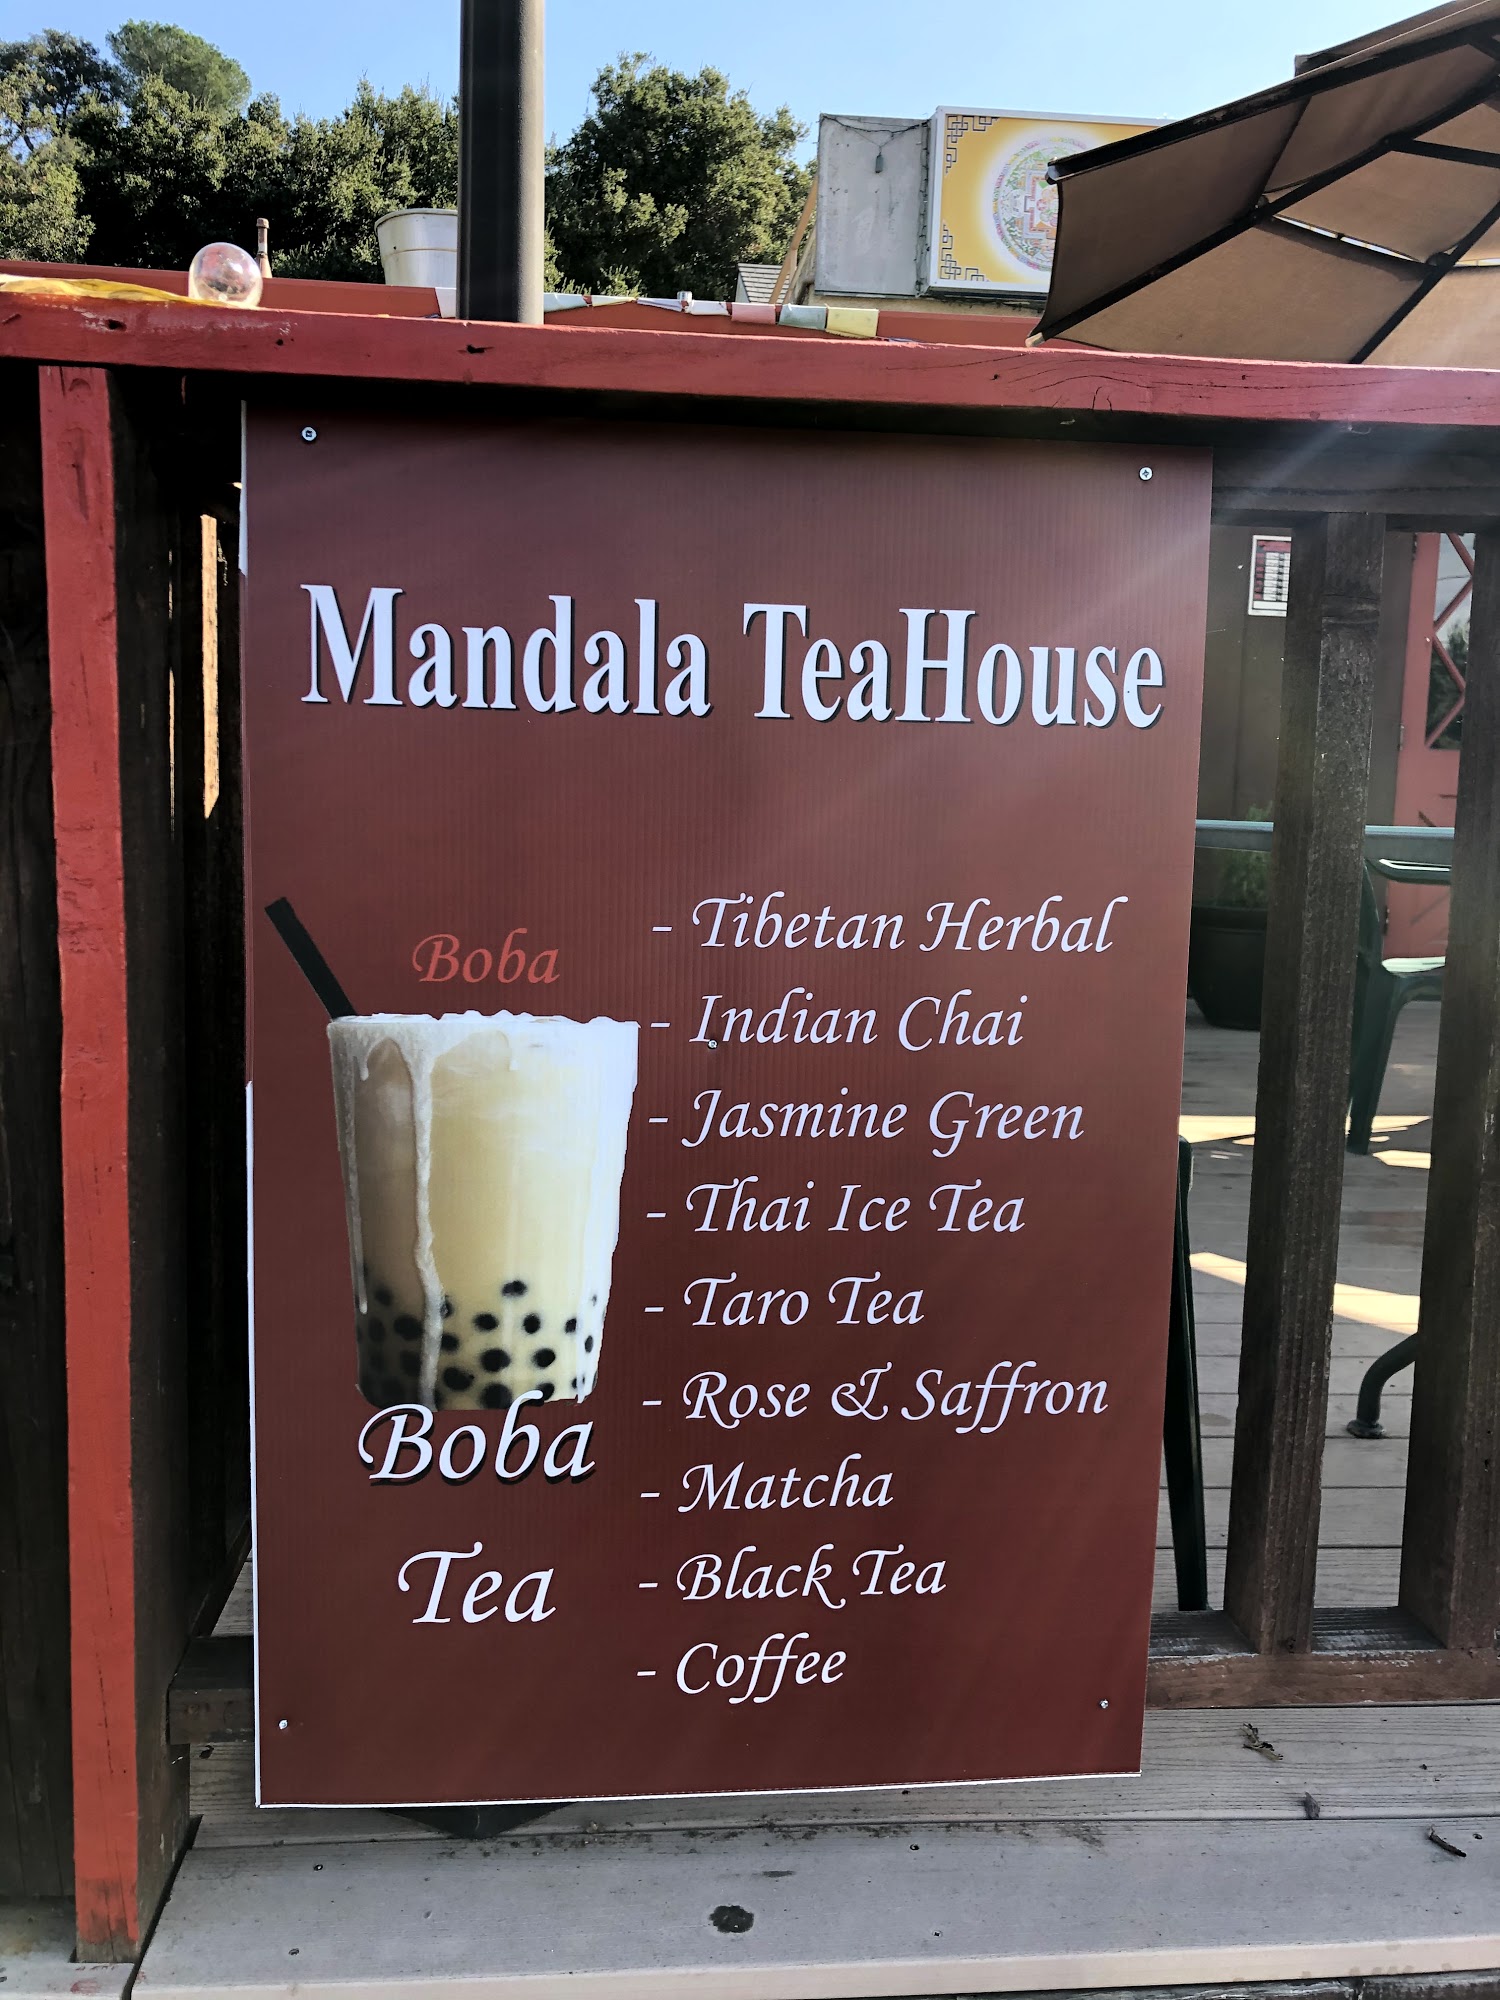 Mandala TeaHouse
Boba
- Tibetan Herbal
- Indian Chai
- Jasmine Green
- Thai Ice Tea
- Taro Tea
- Rose & Saffron
- Matcha
- Black Tea
- Coffee
Boba
Tea